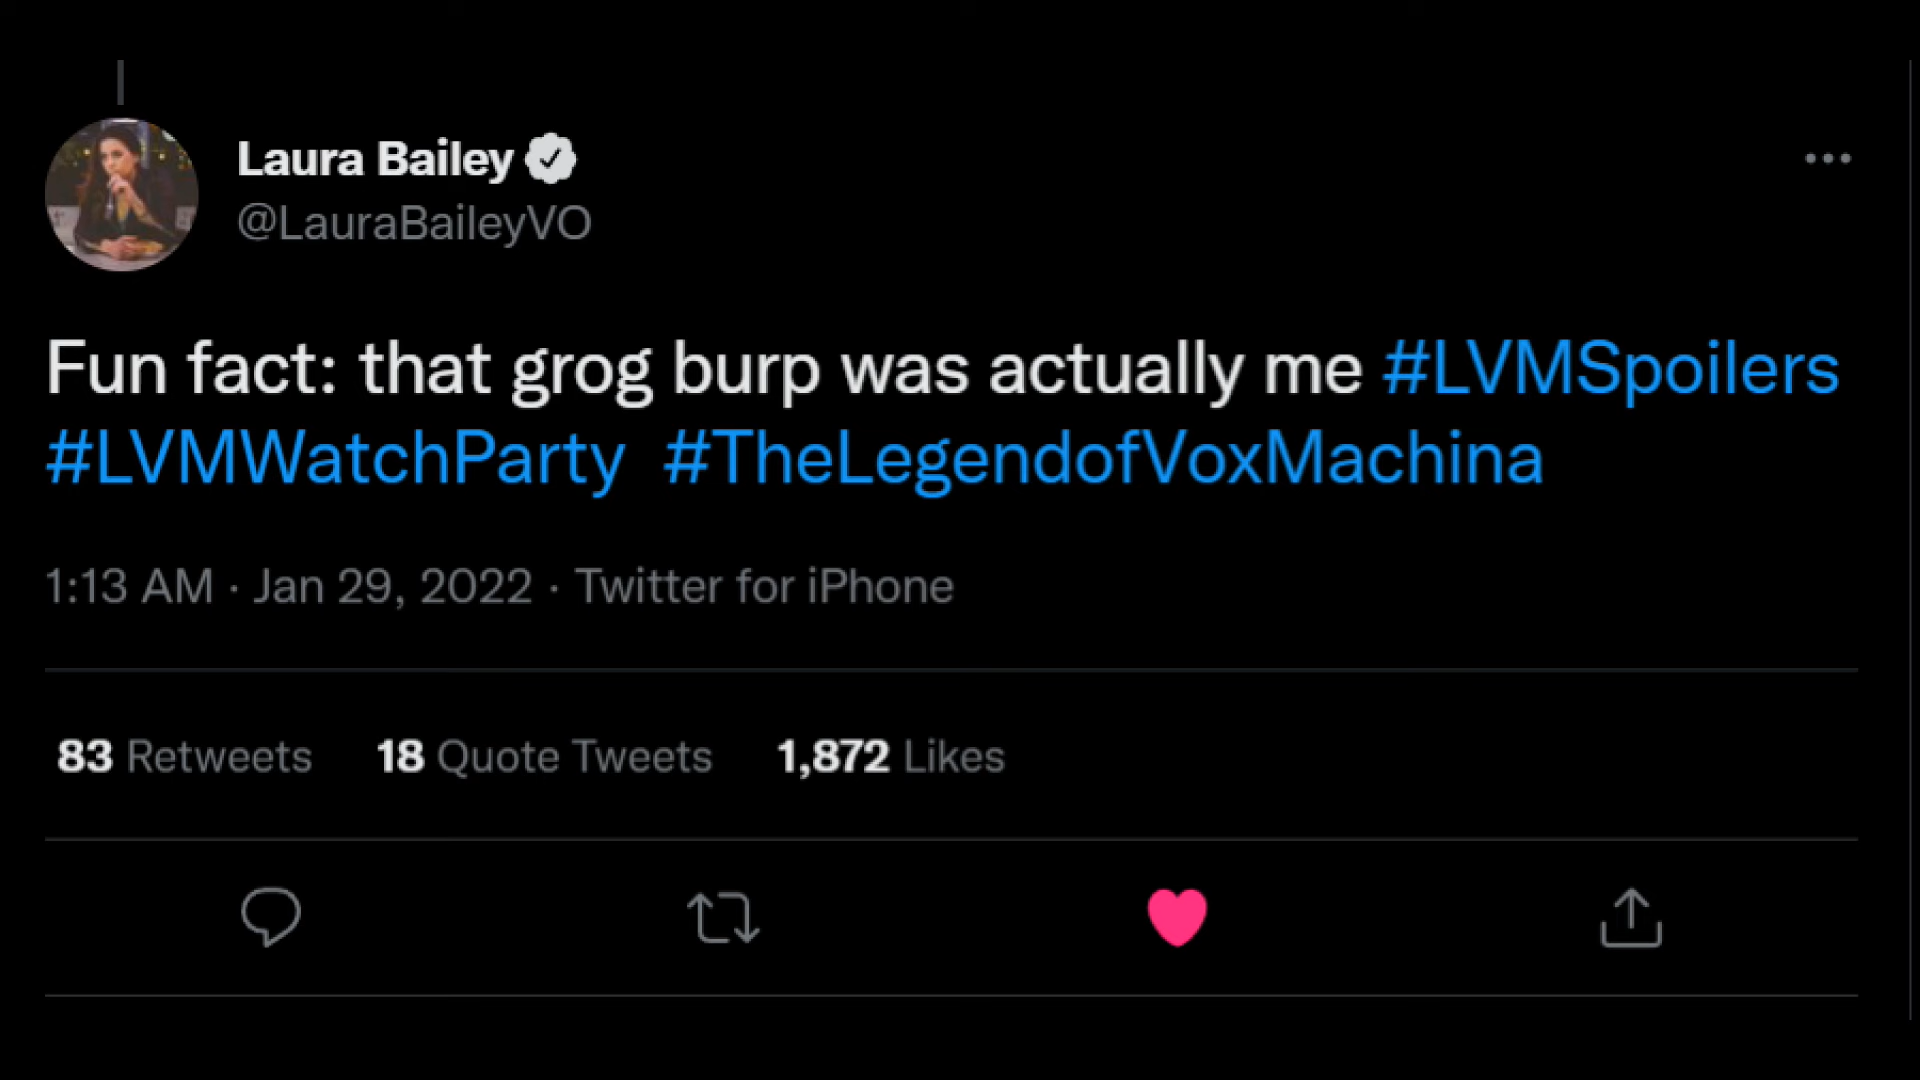 Laura Bailey
@LauraBaileyVO
Fun fact: that grog burp was actually me #LVMSpoilers
#LVMWatchParty #TheLegendofVoxMachina
1:13 AM · Jan 29, 2022 · Twitter for iPhone
83 Retweets 18 Quote Tweets 1,872 Likes